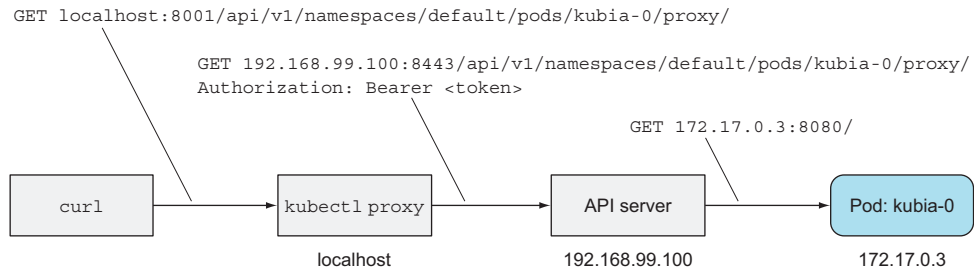 GET localhost:8001/api/v1/namespaces/default/pods/kubia-0/proxy/
GET 192.168.99.100:8443/api/v1/namespaces/default/pods/kubia-0/proxy/
Authorization: Bearer <token>
GET 172.17.0.3:8080/
curl
kubectl proxy
API server
Pod: kubia-0
localhost
192.168.99.100
172.17.0.3